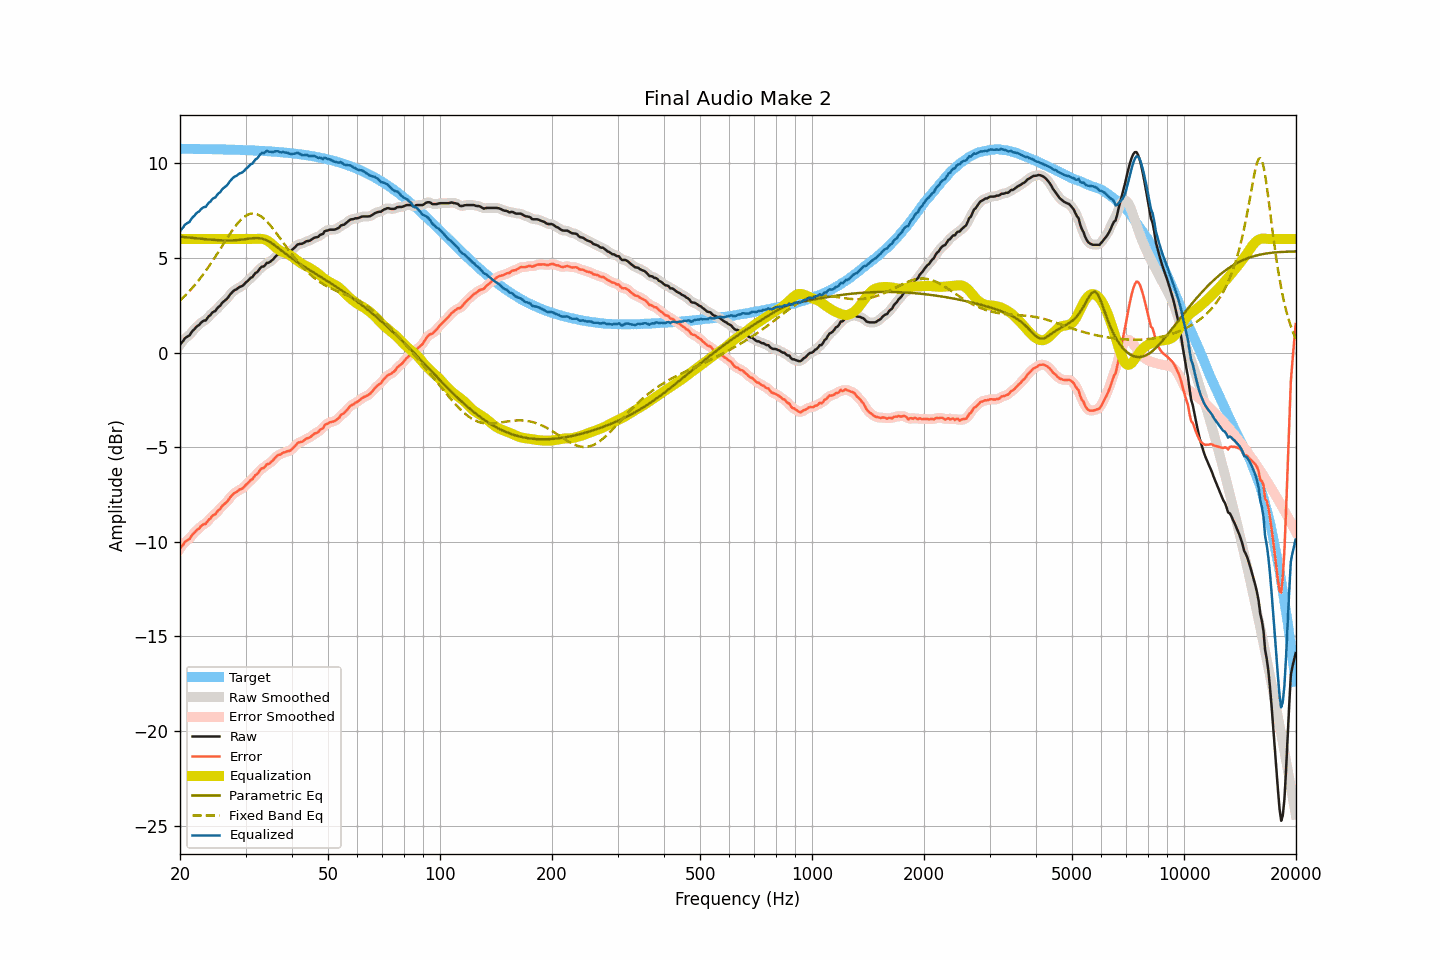 Final Audio Make 2
Amplitude (dBr)
10
5
0
−5
−10
−15
−20
−25
Target
Raw Smoothed
Error Smoothed
Raw
Error
Equalization
Parametric Eq
Fixed Band Eq
Equalized
20 50 100 200 500 1000 2000 5000 10000 20000
Frequency (Hz)